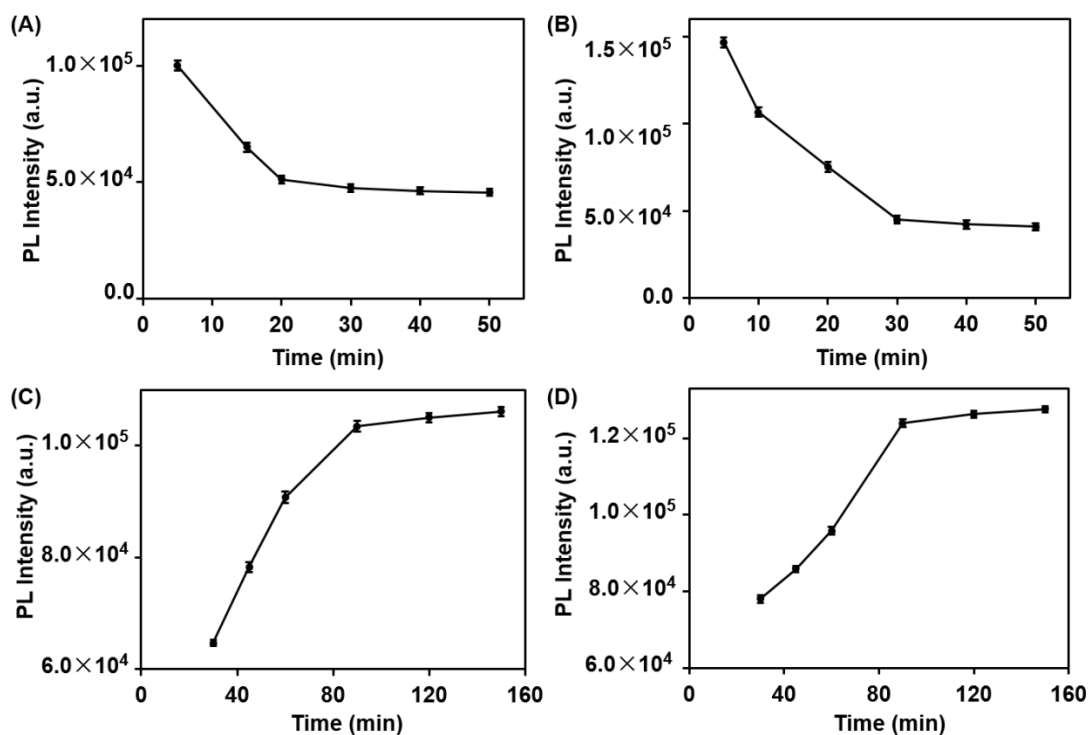 (A)
PL Intensity (a.u.)
1.0×10⁵
5.0×10⁴
0.0
0 10 20 30 40 50
Time (min)
(B)
PL Intensity (a.u.)
1.5×10⁵
1.0×10⁵
5.0×10⁴
0.0
0 10 20 30 40 50
Time (min)
(C)
PL Intensity (a.u.)
1.0×10⁵
8.0×10⁴
6.0×10⁴
0 40 80 120 160
Time (min)
(D)
PL Intensity (a.u.)
1.2×10⁵
1.0×10⁵
8.0×10⁴
6.0×10⁴
0 40 80 120 160
Time (min)